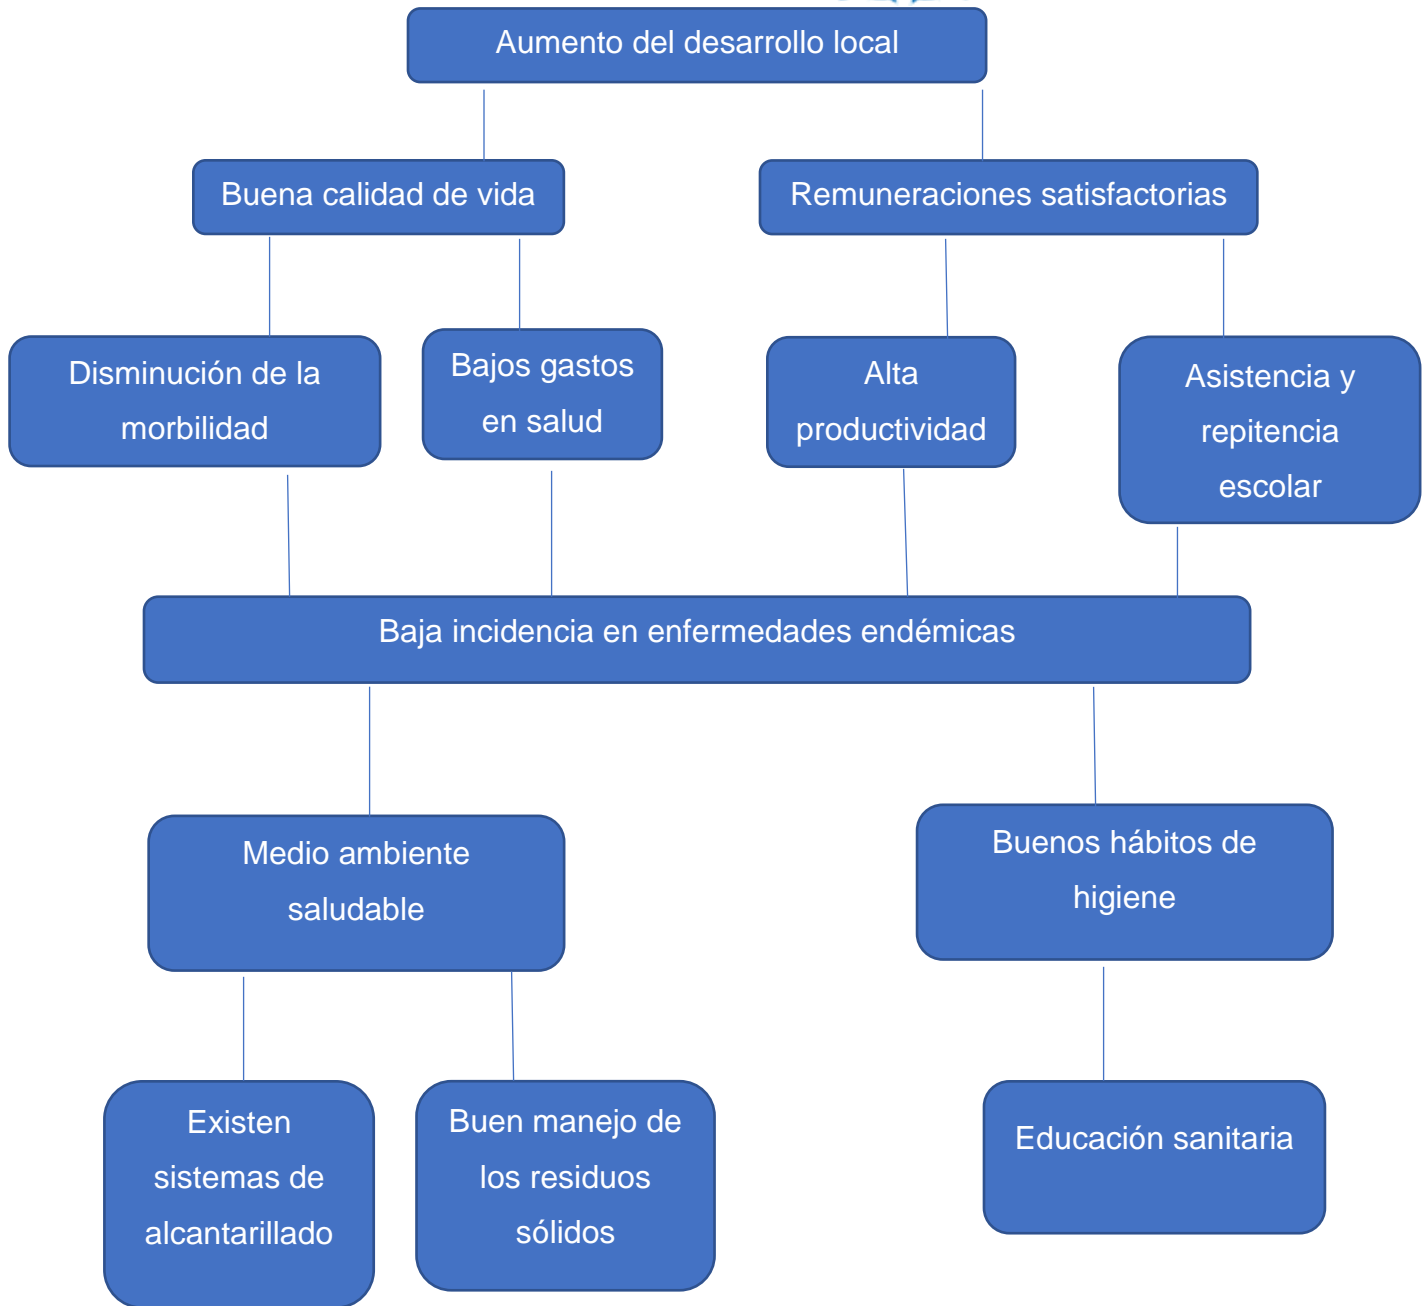 Aumento del desarrollo local
Buena calidad de vida
Remuneraciones satisfactorias
Disminución de la
morbilidad
Bajos gastos
en salud
Alta
productividad
Asistencia y
repitencia
escolar
Baja incidencia en enfermedades endémicas
Medio ambiente
saludable
Buenos hábitos de
higiene
Existen
sistemas de
alcantarillado
Buen manejo de
los residuos
sólidos
Educación sanitaria